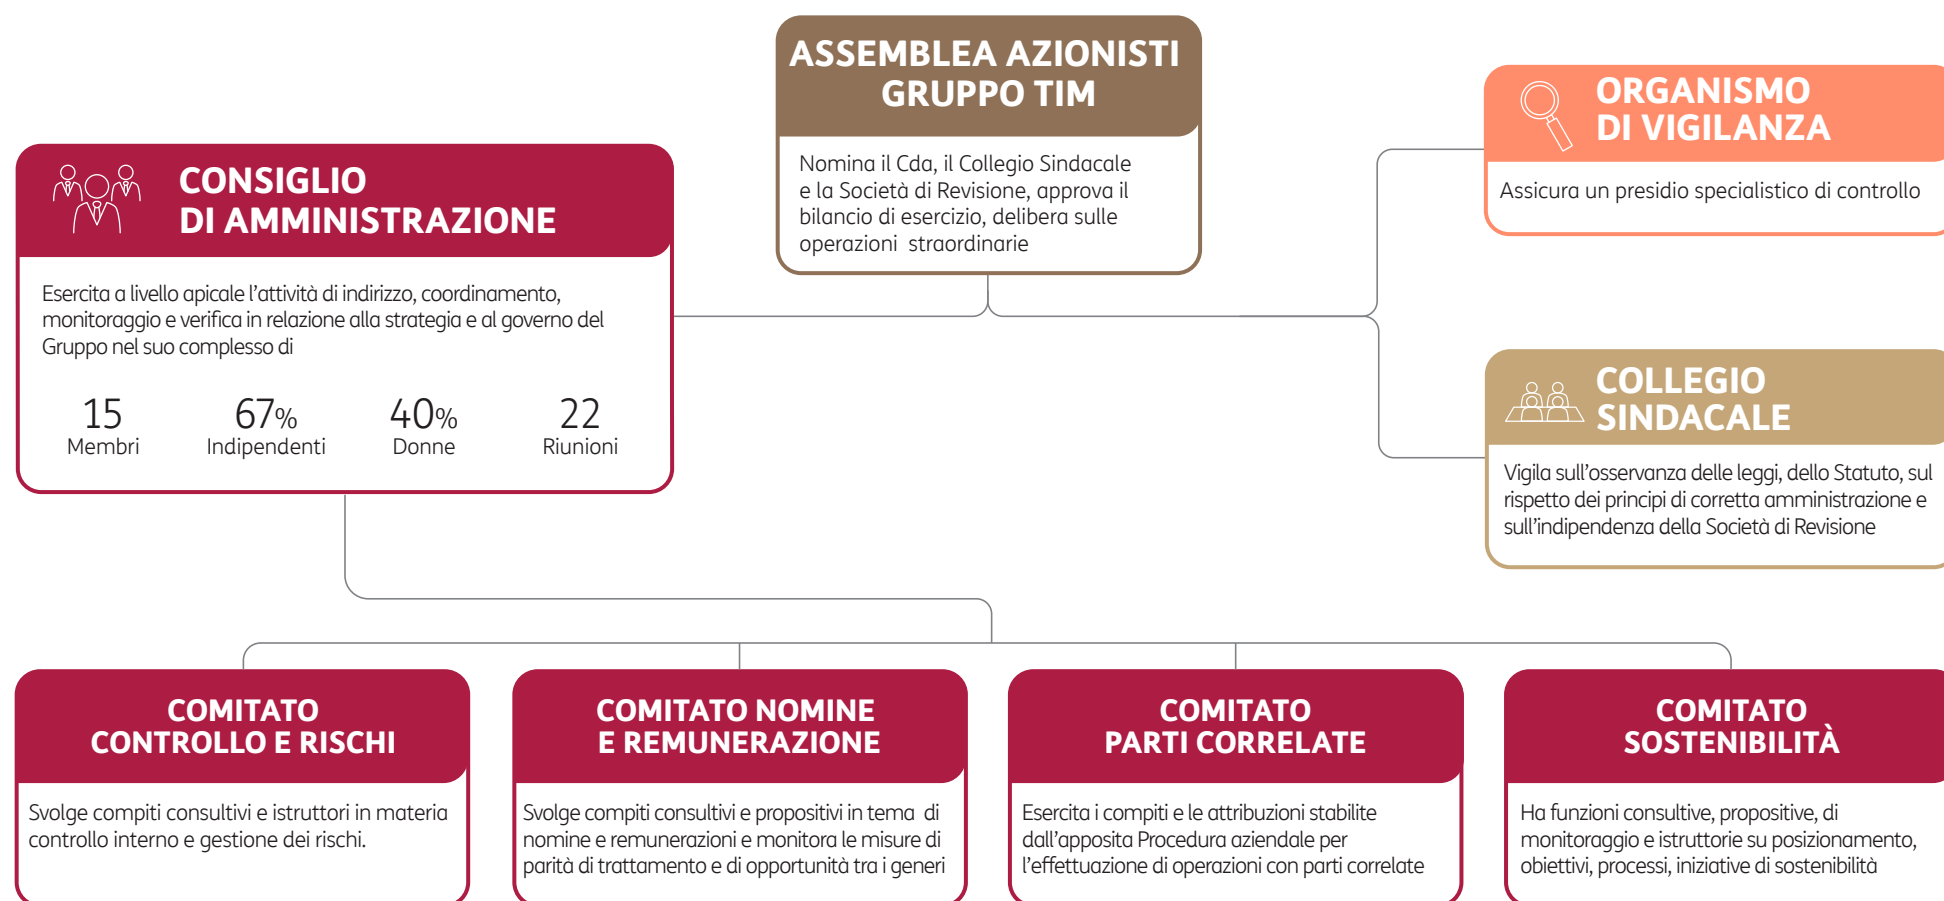 ASSEMBLEA AZIONISTI
GRUPPO TIM
Nomina il Cda, il Collegio Sindacale
e la Società di Revisione, approva il
bilancio di esercizio, delibera sulle
operazioni straordinarie
ORGANISMO
DI VIGILANZA
Assicura un presidio specialistico di controllo
CONSIGLIO
DI AMMINISTRAZIONE
Esercita a livello apicale l'attività di indirizzo, coordinamento,
monitoraggio e verifica in relazione alla strategia e al governo del
Gruppo nel suo complesso di
15
Membri
67%
Indipendenti
40%
Donne
22
Riunioni
COLLEGIO
SINDACALE
Vigila sull'osservanza delle leggi, dello Statuto, sul
rispetto dei principi di corretta amministrazione e
sull'indipendenza della Società di Revisione
COMITATO
CONTROLLO E RISCHI
Svolge compiti consultivi e istruttori in materia
controllo interno e gestione dei rischi.
COMITATO NOMINE
E REMUNERAZIONE
Svolge compiti consultivi e propositivi in tema di
nomine e remunerazioni e monitora le misure di
parità di trattamento e di opportunità tra i generi
COMITATO
PARTI CORRELATE
Esercita i compiti e le attribuzioni stabilite
dall'apposita Procedura aziendale per
l'effettuazione di operazioni con parti correlate
COMITATO
SOSTENIBILITÀ
Ha funzioni consultive, propositive, di
monitoraggio e istruttorie su posizionamento,
obiettivi, processi, iniziative di sostenibilità